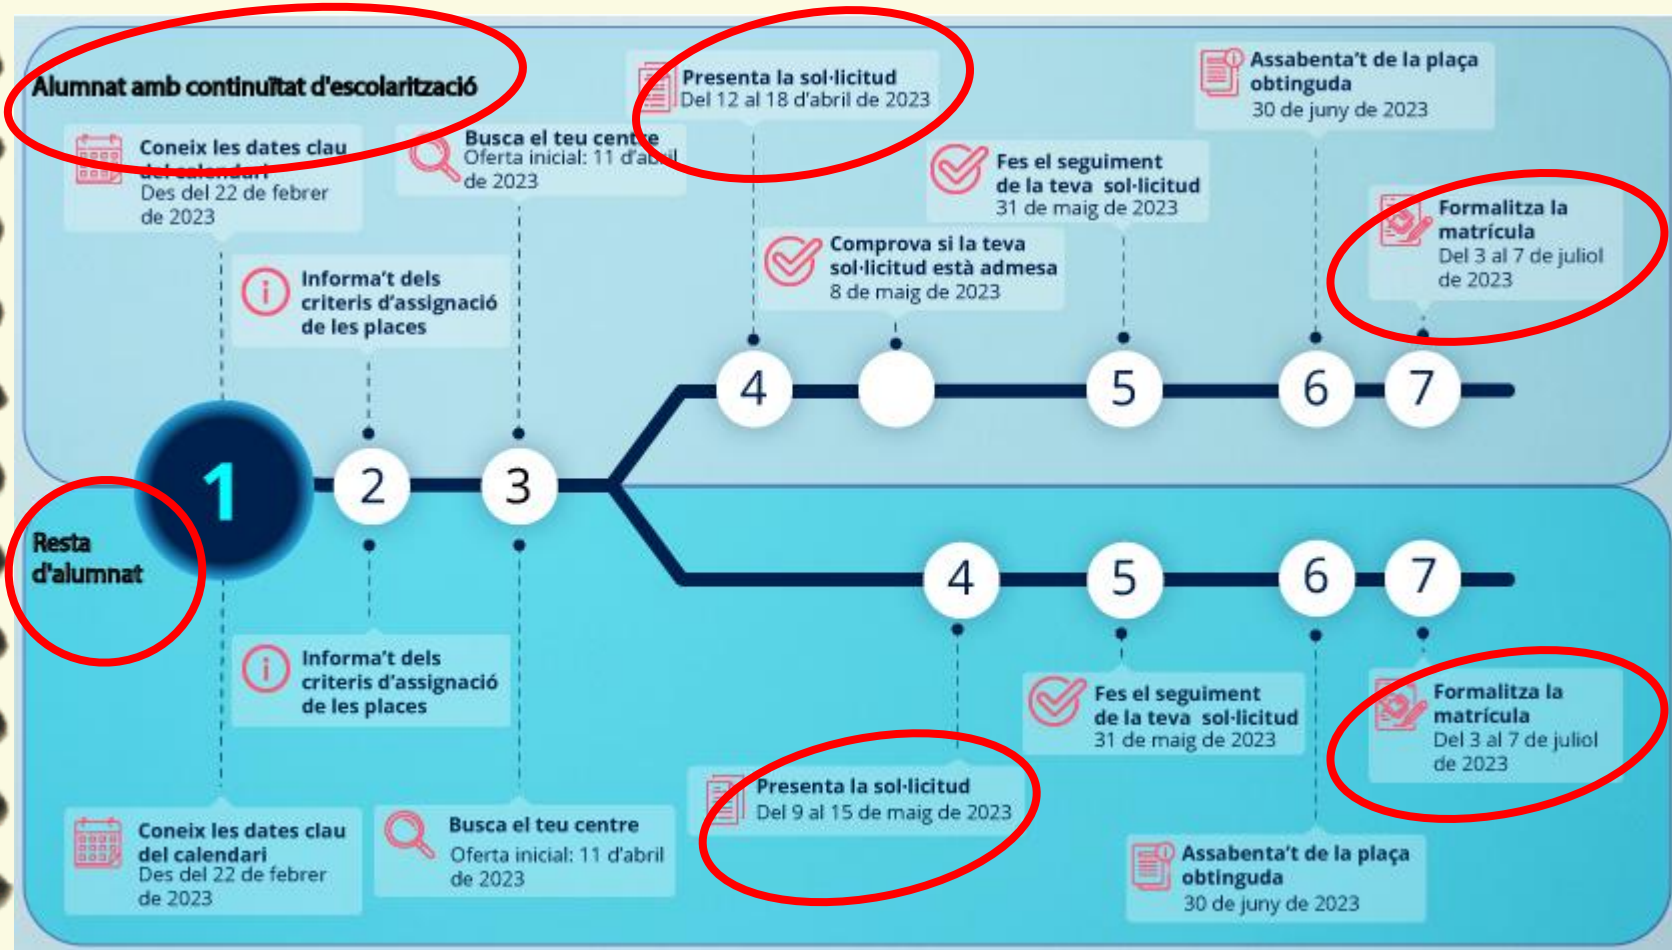 Alumnat amb continuïtat d'escolarització
Coneix les dates clau
del calendari
Des del 22 de febrer
de 2023
Informa't dels
criteris d'assignació
de les places
Busca el teu centre
Oferta inicial: 11 d'abril
de 2023
Presenta la sol·licitud
Del 12 al 18 d'abril de 2023
Comprova si la teva
sol·licitud està admesa
8 de maig de 2023
Fes el seguiment
de la teva sol·licitud
31 de maig de 2023
Assabenta't de la plaça
obtinguda
30 de juny de 2023
Formalitza la
matrícula
Del 3 al 7 de juliol
de 2023
4
5
6
7
1
2
3
Resta
d'alumnat
4
5
6
7
Informa't dels
criteris d'assignació
de les places
Coneix les dates clau
del calendari
Des del 22 de febrer
de 2023
Busca el teu centre
Oferta inicial: 11 d'abril
de 2023
Presenta la sol·licitud
Del 9 al 15 de maig de 2023
Fes el seguiment
de la teva sol·licitud
31 de maig de 2023
Assabenta't de la plaça
obtinguda
30 de juny de 2023
Formalitza la
matrícula
Del 3 al 7 de juliol
de 2023